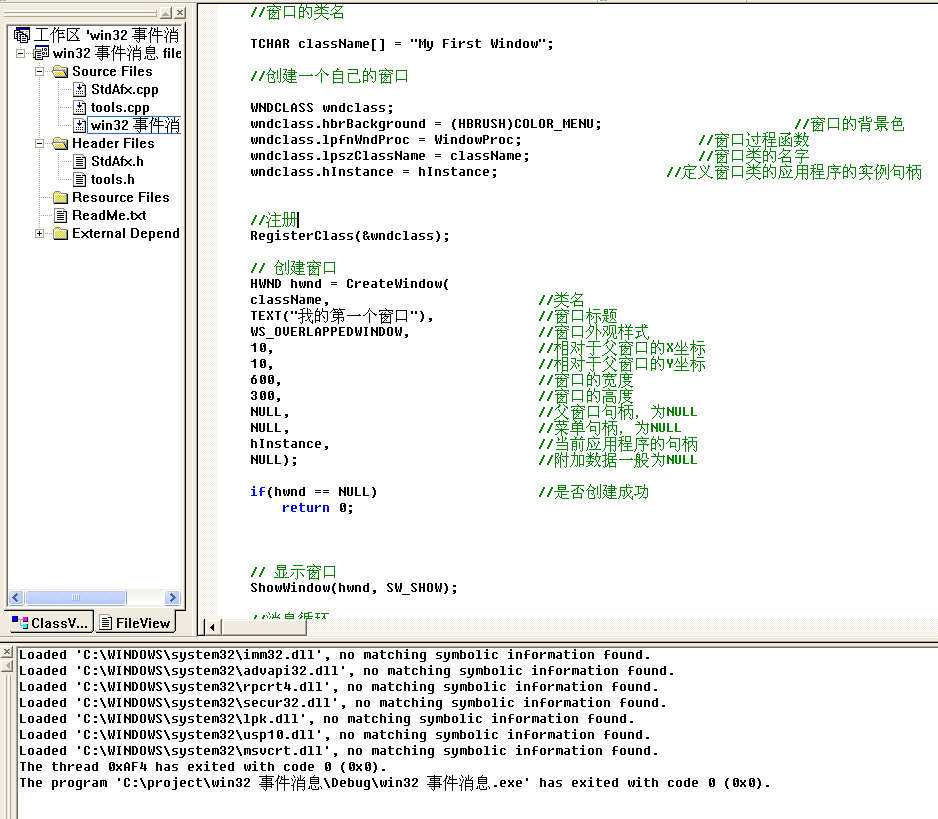 工作区 'win32 事件消
win32 事件消息 file
Source Files
StdAfx.cpp
tools.cpp
win32 事件消
Header Files
StdAfx.h
tools.h
Resource Files
ReadMe.txt
External Depend
ClassV...
FileView
//窗口的类名
TCHAR className[] = "My First Window";
//创建一个自己的窗口
WNDCLASS wndclass;
wndclass.hbrBackground = (HBRUSH)COLOR_MENU; //窗口的背景色
wndclass.lpfnWndProc = WindowProc; //窗口过程函数
wndclass.lpszClassName = className; //窗口类的名字
wndclass.hInstance = hInstance; //定义窗口类的应用程序的实例句柄
//注册
RegisterClass(&wndclass);
// 创建窗口
HWND hwnd = CreateWindow(
className, //类名
TEXT("我的第一个窗口"), //窗口标题
WS_OVERLAPPEDWINDOW, //窗口外观样式
10, //相对于父窗口的X坐标
10, //相对于父窗口的Y坐标
600, //窗口的宽度
300, //窗口的高度
NULL, //父窗口句柄，为NULL
NULL, //菜单句柄，为NULL
hInstance, //当前应用程序的句柄
NULL); //附加数据一般为NULL
if(hwnd == NULL) //是否创建成功
return 0;
// 显示窗口
ShowWindow(hwnd, SW_SHOW);
//消息循环
Loaded 'C:\WINDOWS\system32\imm32.dll', no matching symbolic information found.
Loaded 'C:\WINDOWS\system32\advapi32.dll', no matching symbolic information found.
Loaded 'C:\WINDOWS\system32\rpcrt4.dll', no matching symbolic information found.
Loaded 'C:\WINDOWS\system32\secur32.dll', no matching symbolic information found.
Loaded 'C:\WINDOWS\system32\lpk.dll', no matching symbolic information found.
Loaded 'C:\WINDOWS\system32\usp10.dll', no matching symbolic information found.
Loaded 'C:\WINDOWS\system32\msvcrt.dll', no matching symbolic information found.
The thread 0xAF4 has exited with code 0 (0x0).
The program 'C:\project\win32 事件消息\Debug\win32 事件消息.exe' has exited with code 0 (0x0).